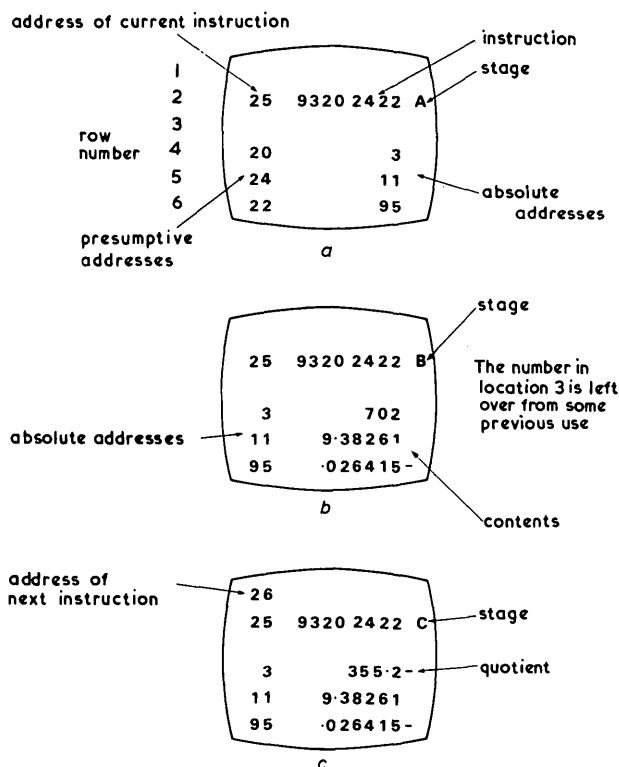 address of current instruction
instruction
stage
1
2 25 9320 2422 A
3
row number
4 20 3
5 24 11
6 22 95
absolute addresses
presumptive addresses
a
stage
25 9320 2422 B
The number in
location 3 is left
over from some
previous use
3 702
absolute addresses 11 9·38261
95 ·026415-
b
contents
address of
next instruction
26
25 9320 2422 C stage
3 355·2- quotient
11 9·38261
95 ·026415-
c